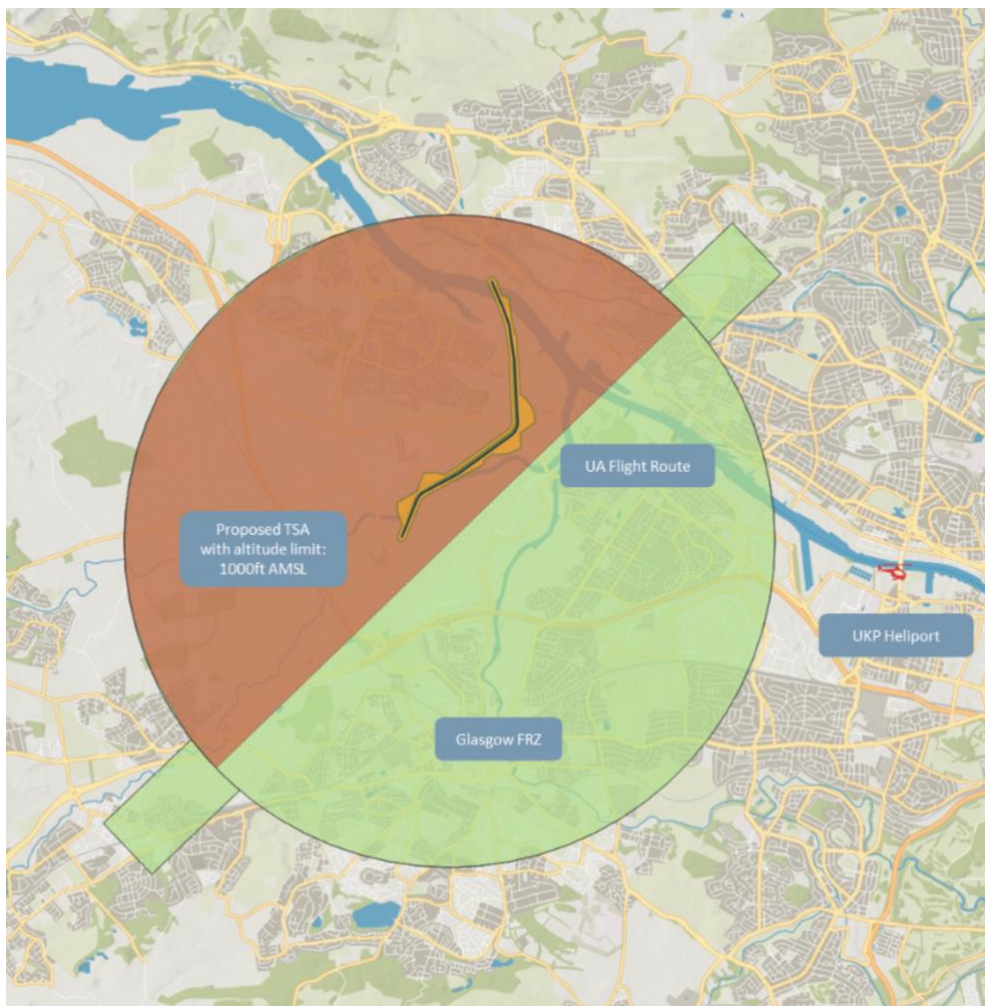 UA Flight Route
Proposed TSA
with altitude limit:
1000ft AMSL
UKP Heliport
Glasgow FRZ